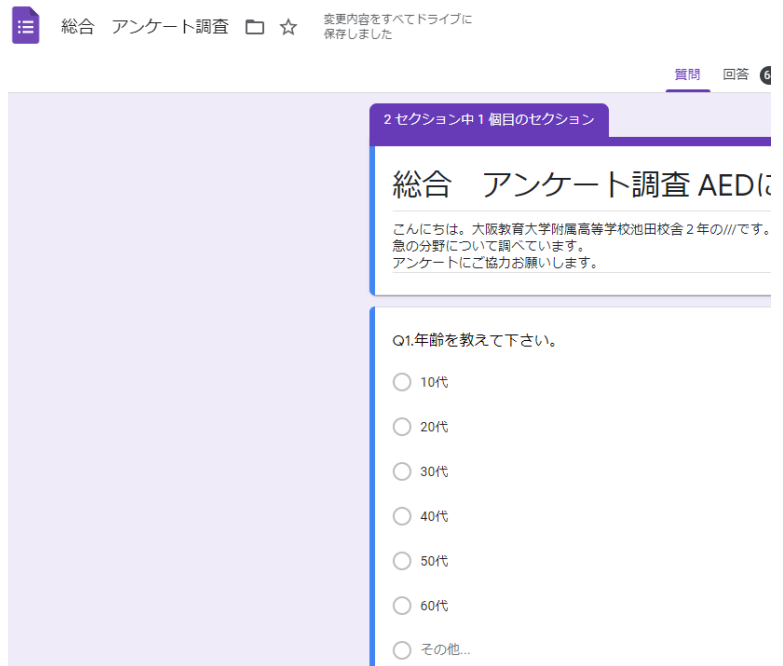 総合　アンケート調査
変更内容をすべてドライブに
保存しました
質問 回答 6
2 セクション中 1 個目のセクション
総合　アンケート調査 AEDに
こんにちは。大阪教育大学附属高等学校池田校舎２年の///です。
急の分野について調べています。
アンケートにご協力お願いします。
Q1.年齢を教えて下さい。
10代
20代
30代
40代
50代
60代
その他...